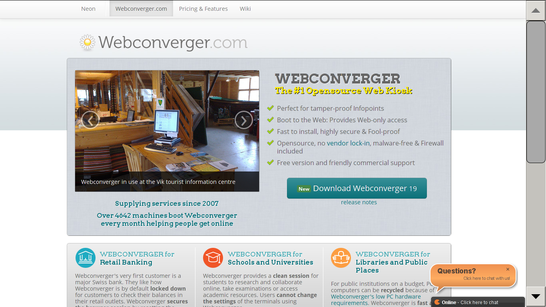 Neon Webconverger.com Pricing & Features Wiki
Webconverger.com
WEBCONVERGER
The #1 Opensource Web Kiosk
Perfect for tamper-proof Infopoints
Boot to the Web: Provides Web-only access
Fast to install, highly secure & Fool-proof
Opensource, no vendor lock-in, malware-free & Firewall
included
Free version and friendly commercial support
Webconverger in use at the Vik tourist information centre
New Download Webconverger 19
release notes
Supplying services since 2007
Over 4642 machines boot Webconverger
every month helping people get online
WEBCONVERGER for
Retail Banking
Webconverger's very first customer is a
major Swiss bank. They like how
Webconverger is by default locked down
for customers to check their balances in
their retail outlets. Webconverger secures
WEBCONVERGER for
Schools and Universities
Webconverger provides a clean session for
students to research and collaborate
online, take examinations or access
academic resources. Users cannot change
the settings of the terminals using
WEBCONVERGER for
Libraries and Public
Places
For public institutions on a budget, P
can be recycled because of
Webconverger's low PC hardware
requirements. Webconverger is fast
Questions?
Click here to chat with us!
Online - Click here to chat